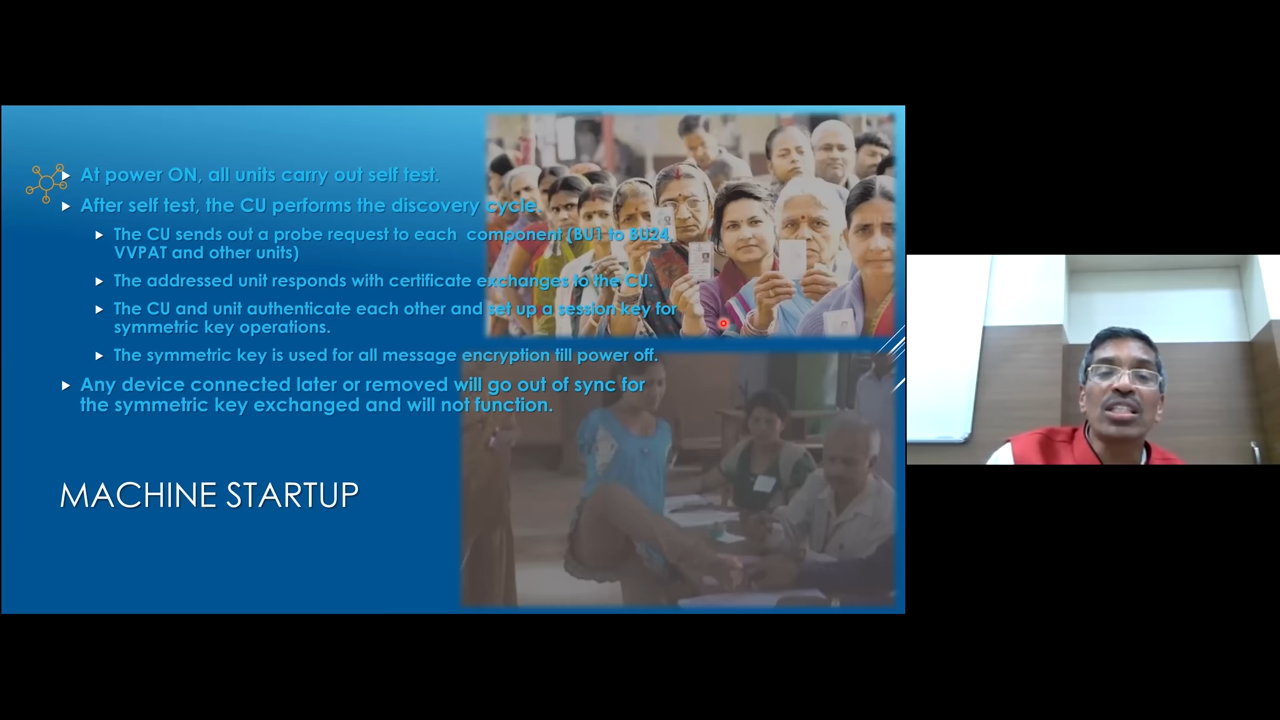 At power ON, all units carry out self test.
After self test, the CU performs the discovery cycle.
The CU sends out a probe request to each component (BU1 to BU24,
VVPAT and other units)
The addressed unit responds with certificate exchanges to the CU.
The CU and unit authenticate each other and set up a session key for
symmetric key operations.
The symmetric key is used for all message encryption till power off.
Any device connected later or removed will go out of sync for
the symmetric key exchanged and will not function.
MACHINE STARTUP